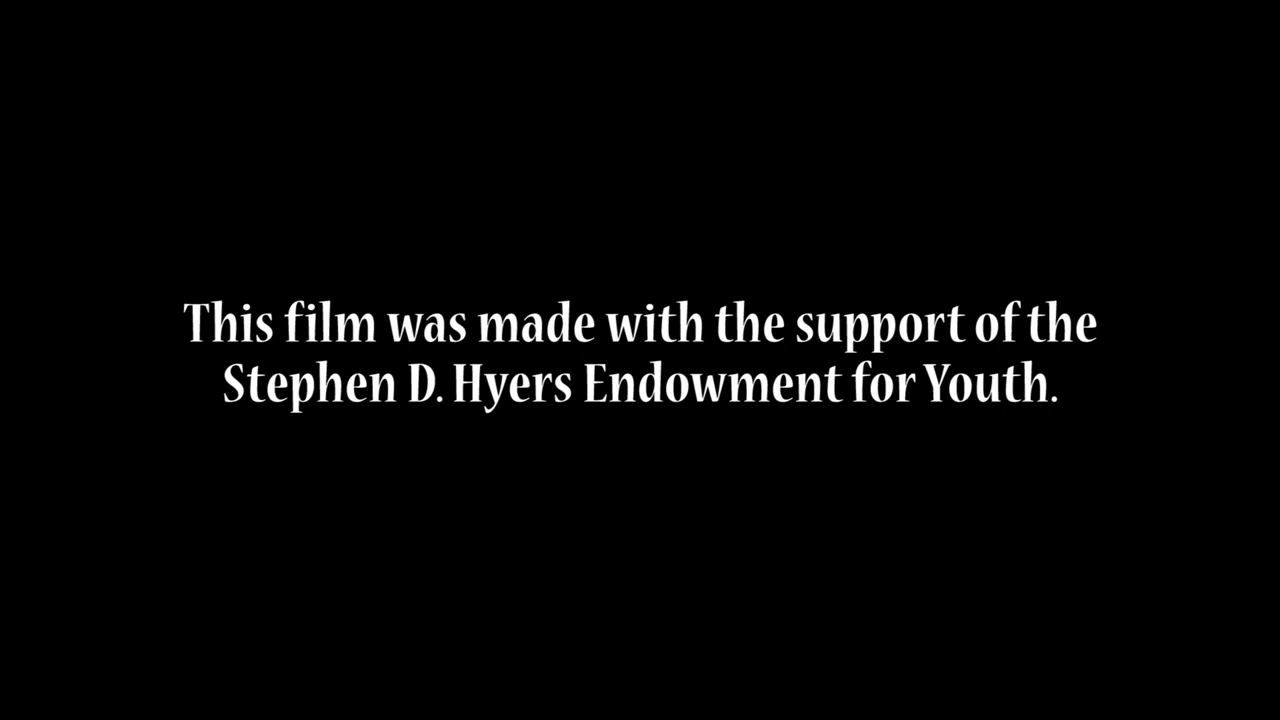 This film was made with the support of the
Stephen D. Hyers Endowment for Youth.